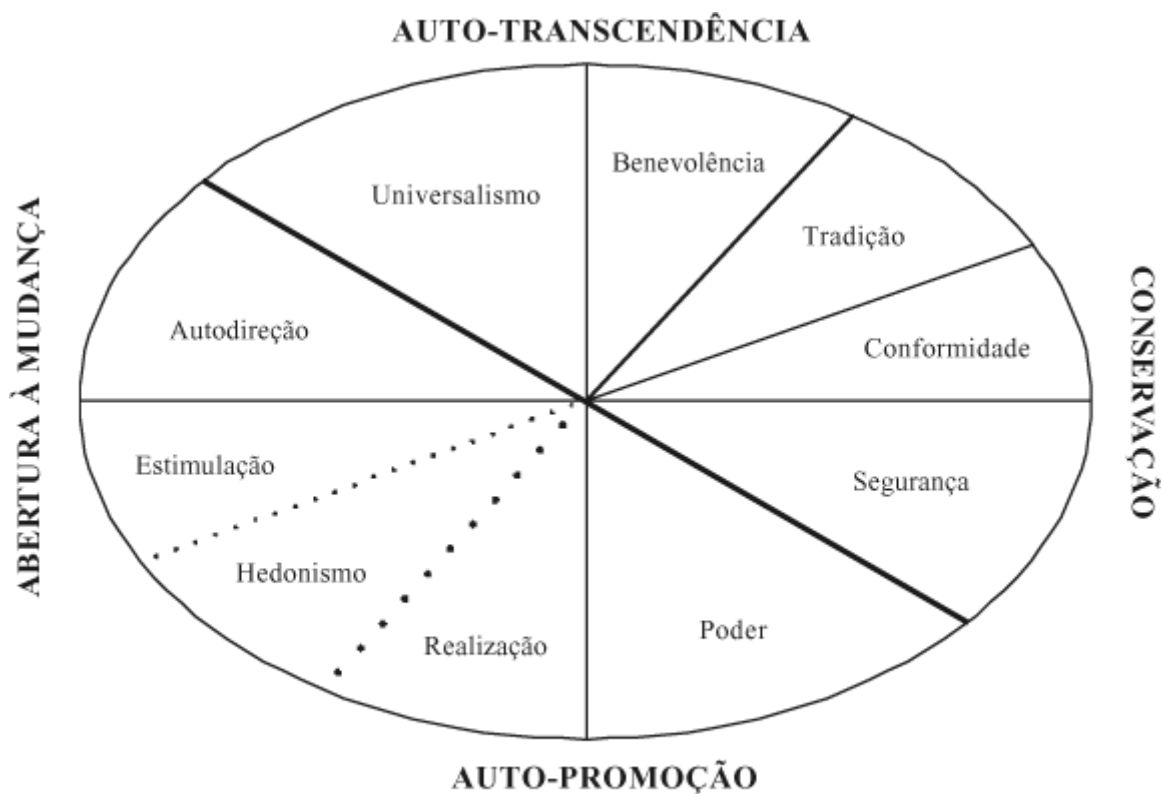 AUTO-TRANSCENDÊNCIA
Benevolência
Universalismo
Tradição
ABERTURA À MUDANÇA
CONSERVAÇÃO
Autodireção
Conformidade
Estimulação
Segurança
Hedonismo
Poder
Realização
AUTO-PROMOÇÃO